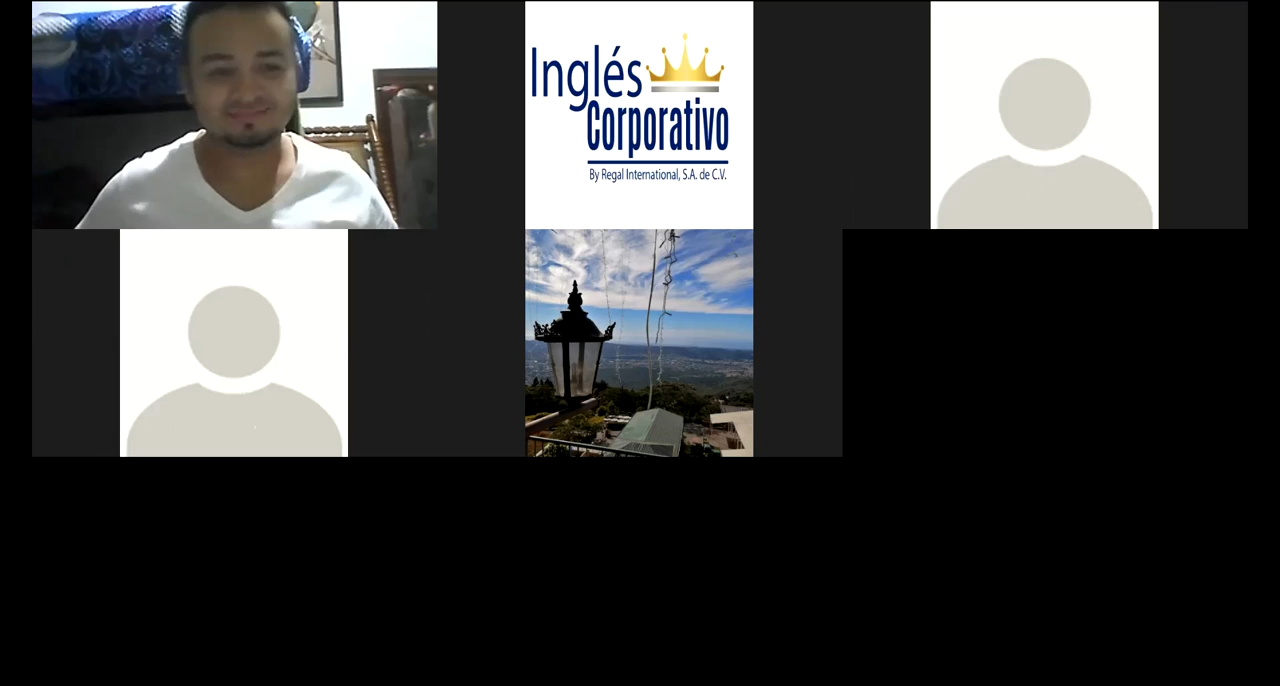 Inglés
Corporativo
By Regal International, S.A. de C.V.